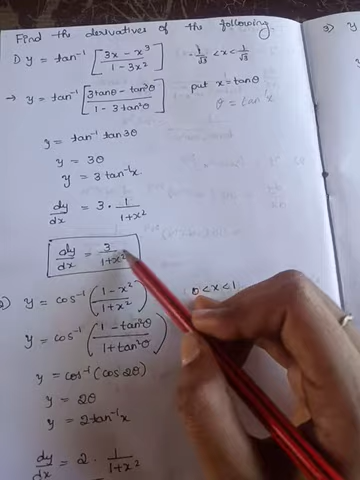 Find the derivatives of the following
1) y = tan⁻¹ [3x - x³ / 1 - 3x²] -1/√3 < x < 1/√3
→ y = tan⁻¹ [3tanθ - tan³θ / 1 - 3tan²θ] put x = tanθ
θ = tan⁻¹x
y = tan⁻¹ tan3θ
y = 3θ
y = 3 tan⁻¹x.
dy/dx = 3 · 1/1+x²
dy/dx = 3/1+x²
2) y = cos⁻¹ (1 - x² / 1 + x²) 0 < x < 1
y = cos⁻¹ (1 - tan²θ / 1 + tan²θ)
y = cos⁻¹ (cos 2θ)
y = 2θ
y = 2tan⁻¹x
dy/dx = 2 · 1/1+x²
3) y